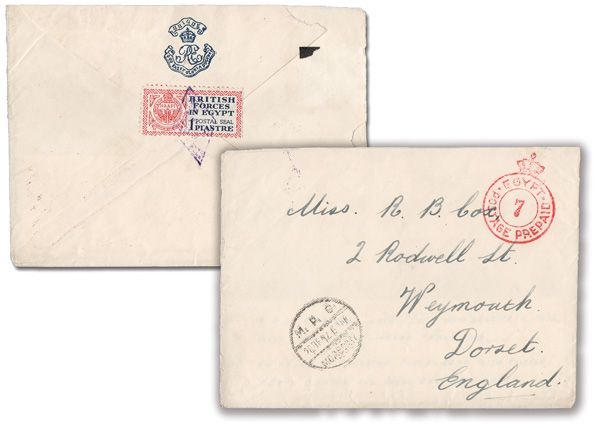 BRITISH
FORCES
IN EGYPT
POSTAL SEAL
1 PIASTRE
EGYPT
POSTAGE PREPAID
7
Miss. R. B. Cox
2 Rodwell St.
Weymouth.
Dorset.
England.